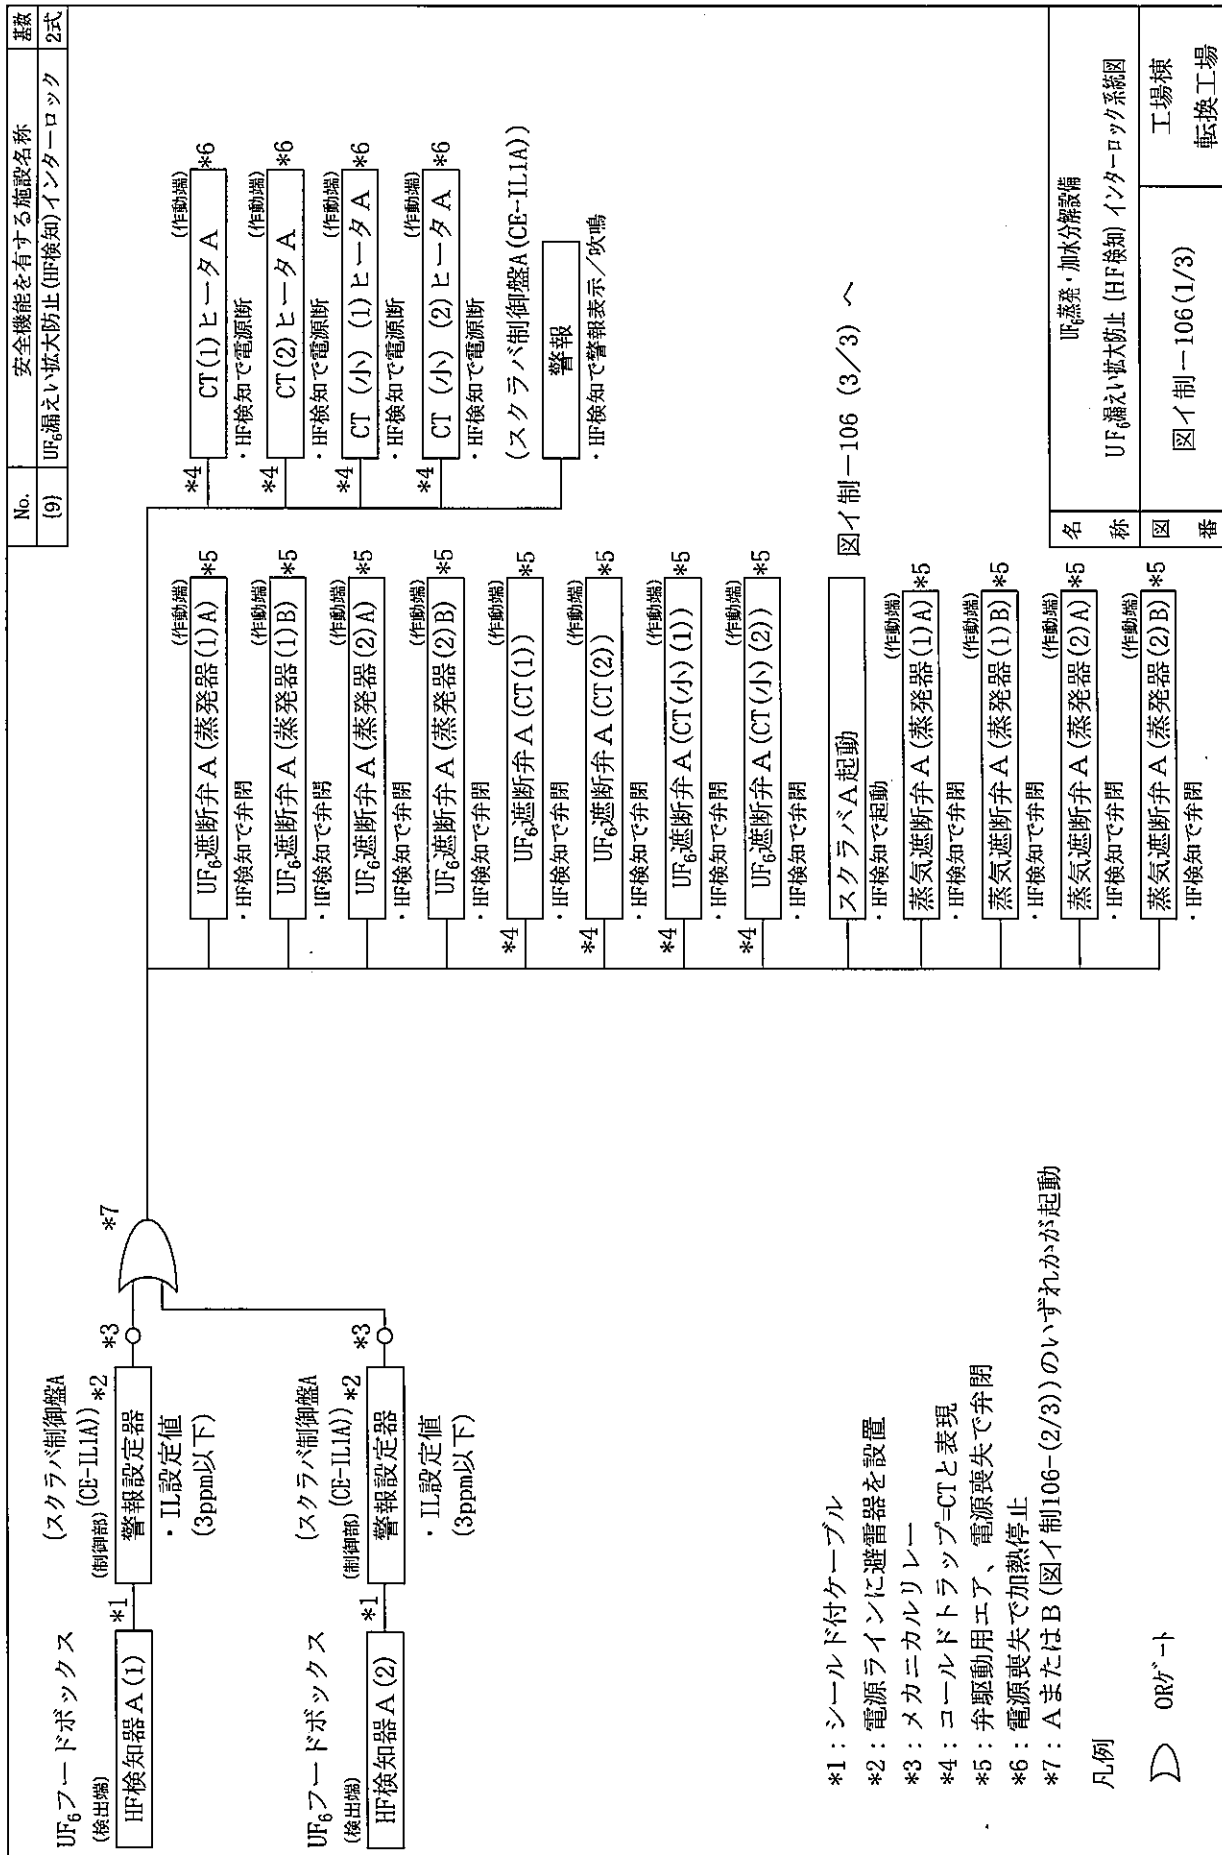 No.
安全機能を有する施設名称
基数
(9)
UF₆漏えい拡大防止(HF検知)インターロック
2式
UF₆フードボックス
(検出端)
HF検知器A(1)
*1
(スクラバ制御盤A
(制御部)(CE-IL1A)) *2
警報設定器
・IL設定値
(3ppm以下)
*3
*7
UF₆フードボックス
(検出端)
HF検知器A(2)
*1
(スクラバ制御盤A
(制御部)(CE-IL1A)) *2
警報設定器
・IL設定値
(3ppm以下)
*3
(作動端)
UF₆遮断弁A(蒸発器(1)A) *5
・HF検知で弁閉
(作動端)
UF₆遮断弁A(蒸発器(1)B) *5
・HF検知で弁閉
(作動端)
UF₆遮断弁A(蒸発器(2)A) *5
・HF検知で弁閉
(作動端)
UF₆遮断弁A(蒸発器(2)B) *5
・HF検知で弁閉
(作動端)
*4 UF₆遮断弁A(CT(1)) *5
・HF検知で弁閉
(作動端)
*4 UF₆遮断弁A(CT(2)) *5
・HF検知で弁閉
(作動端)
*4 UF₆遮断弁A(CT(小)(1)) *5
・HF検知で弁閉
(作動端)
*4 UF₆遮断弁A(CT(小)(2)) *5
・HF検知で弁閉
スクラバA起動
・HF検知で起動
図イ制－106 (3／3) へ
(作動端)
蒸気遮断弁A(蒸発器(1)A) *5
・HF検知で弁閉
(作動端)
蒸気遮断弁A(蒸発器(1)B) *5
・HF検知で弁閉
(作動端)
蒸気遮断弁A(蒸発器(2)A) *5
・HF検知で弁閉
(作動端)
蒸気遮断弁A(蒸発器(2)B) *5
・HF検知で弁閉
(作動端)
*4 CT(1)ヒータA *6
・HF検知で電源断
(作動端)
*4 CT(2)ヒータA *6
・HF検知で電源断
(作動端)
*4 CT (小) (1)ヒータA *6
・HF検知で電源断
(作動端)
*4 CT (小) (2)ヒータA *6
・HF検知で電源断
(スクラバ制御盤A(CE-IL1A))
警報
・HF検知で警報表示／吹鳴
*1：シールド付ケーブル
*2：電源ラインに避雷器を設置
*3：メカニカルリレー
*4：コールドトラップ=CTと表現
*5：弁駆動用エア、電源喪失で弁閉
*6：電源喪失で加熱停止
*7：AまたはB(図イ制106-(2/3))のいずれかが起動
凡例
ORゲート
名称
UF₆蒸発・加水分解設備
UF₆漏えい拡大防止(HF検知) インターロック系統図
図番
図イ制－106(1/3)
工場棟
転換工場